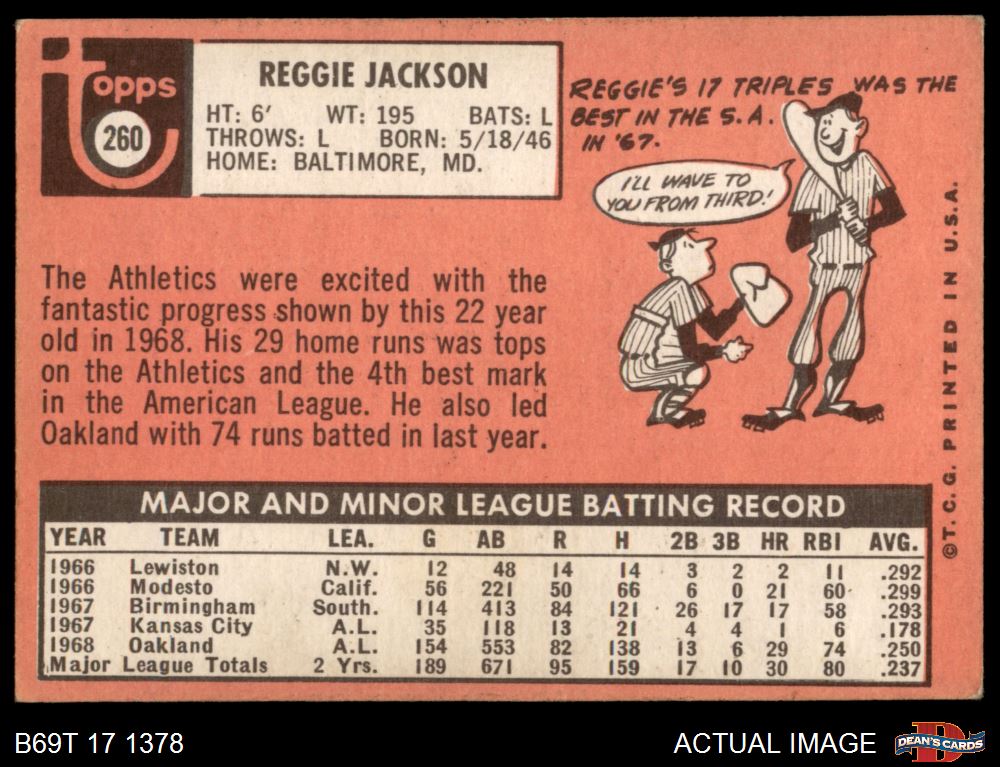 topps
260
REGGIE JACKSON
HT: 6' WT: 195 BATS: L
THROWS: L BORN: 5/18/46
HOME: BALTIMORE, MD.
REGGIE'S 17 TRIPLES WAS THE
BEST IN THE S.A.
IN '67.
I'LL WAVE TO
YOU FROM THIRD!
The Athletics were excited with the
fantastic progress shown by this 22 year
old in 1968. His 29 home runs was tops
on the Athletics and the 4th best mark
in the American League. He also led
Oakland with 74 runs batted in last year.
©T.C.G. PRINTED IN U.S.A.
MAJOR AND MINOR LEAGUE BATTING RECORD
YEAR TEAM LEA. G AB R H 2B 3B HR RBI AVG.
1966 Lewiston N.W. 12 48 14 14 3 2 2 11 .292
1966 Modesto Calif. 56 221 50 66 6 0 21 60 .299
1967 Birmingham South. 114 413 84 121 26 17 17 58 .293
1967 Kansas City A.L. 35 118 13 21 4 4 1 6 .178
1968 Oakland A.L. 154 553 82 138 13 6 29 74 .250
Major League Totals 2 Yrs. 189 671 95 159 17 10 30 80 .237
B69T 17 1378
ACTUAL IMAGE
D
DEAN'S CARDS